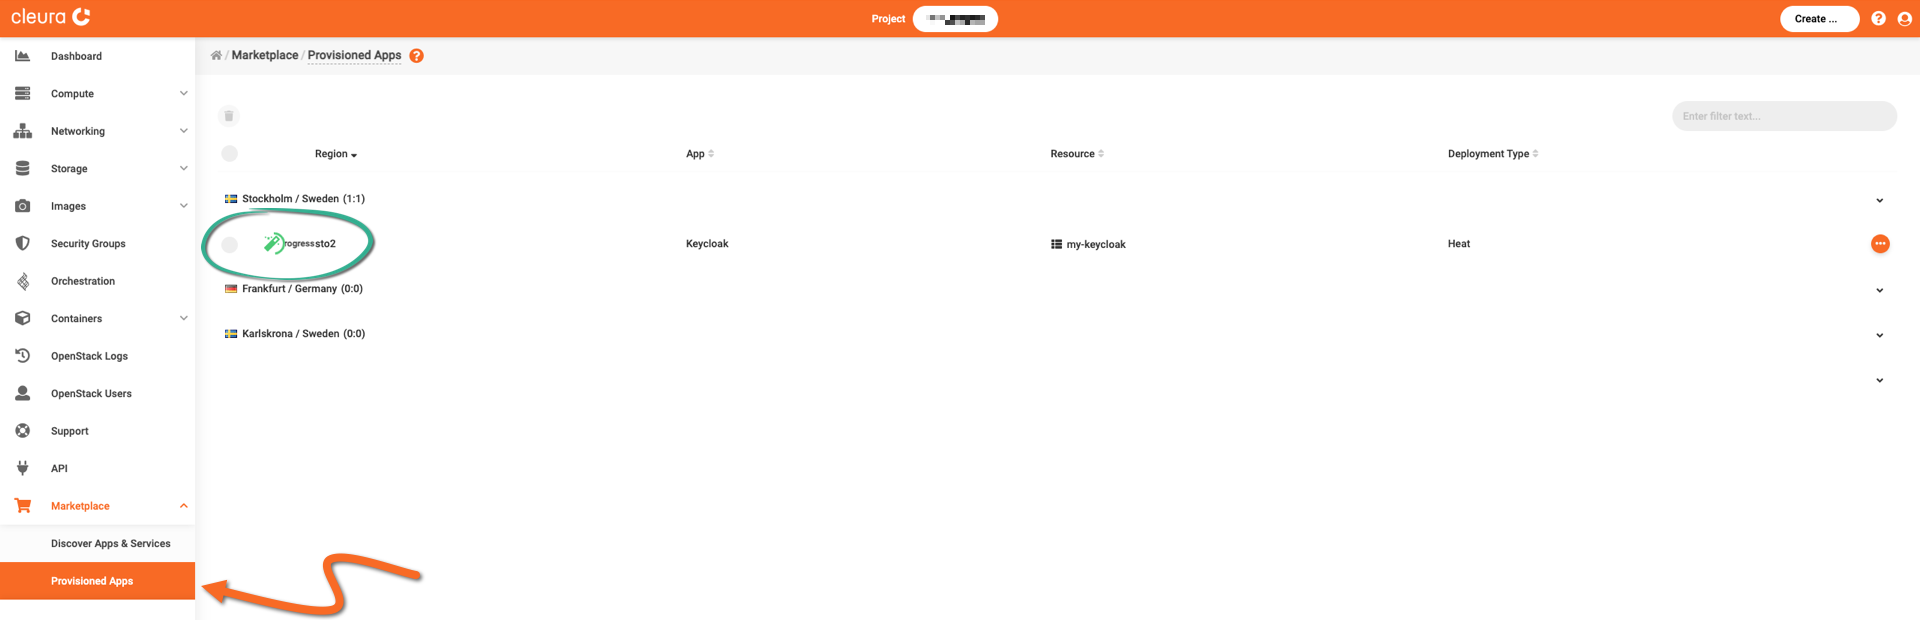 cleura
Project
Create ...
?
Dashboard
/ Marketplace / Provisioned Apps ?
Compute
Networking
Enter filter text...
Region App Resource Deployment Type
Storage
Stockholm / Sweden (1:1)
Images
Security Groups
rogress sto2 Keycloak my-keycloak Heat
Orchestration
Frankfurt / Germany (0:0)
Containers
Karlskrona / Sweden (0:0)
OpenStack Logs
OpenStack Users
Support
API
Marketplace
Discover Apps & Services
Provisioned Apps